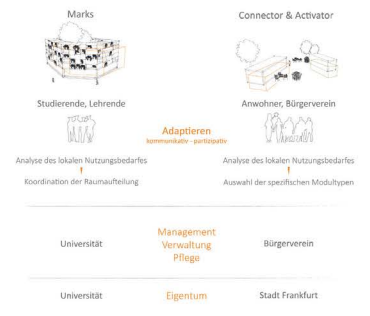 Marks
Connector & Activator
Studierende, Lehrende
Anwohner, Bürgerverein
Adaptieren
kommunikativ - partizipativ
Analyse des lokalen Nutzungsbedarfes
Analyse des lokalen Nutzungsbedarfes
Koordination der Raumaufteilung
Auswahl der spezifischen Modultypen
Management
Universität
Verwaltung
Bürgerverein
Pflege
Universität
Eigentum
Stadt Frankfurt